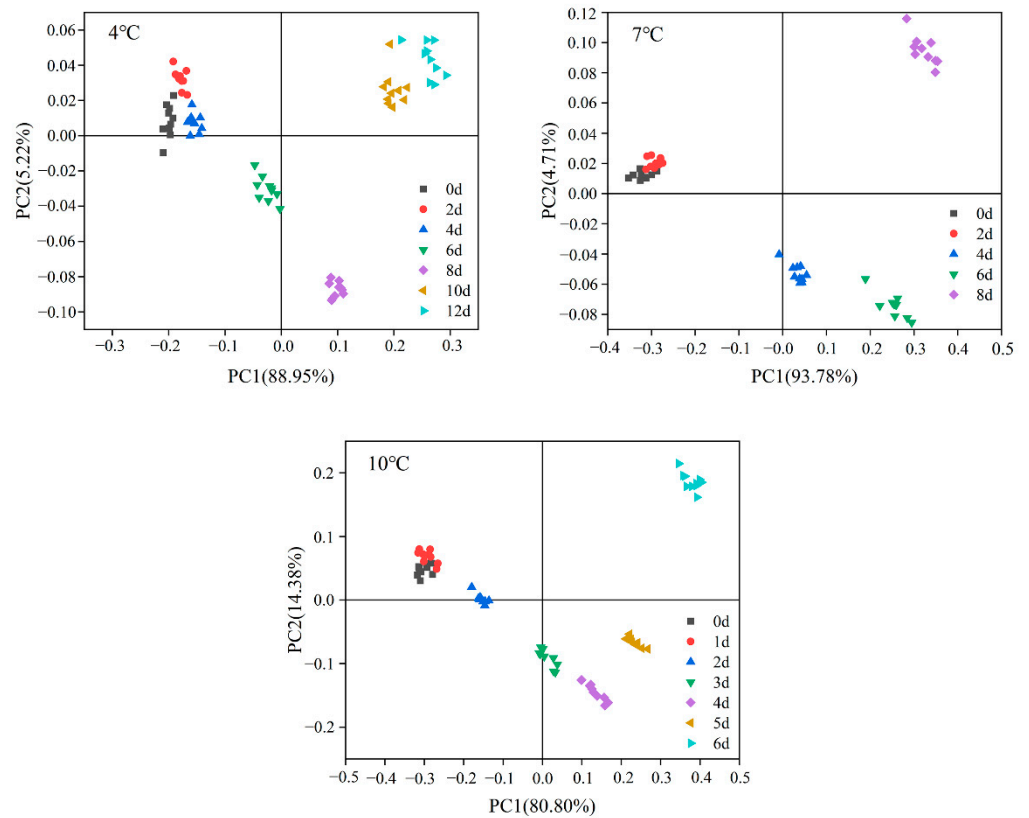 4℃
0.06
0.04
0.02
0.00
−0.02
−0.04
−0.06
−0.08
−0.10
PC2(5.22%)
0d
2d
4d
6d
8d
10d
12d
−0.3
−0.2
−0.1
0.0
0.1
0.2
0.3
PC1(88.95%)
7℃
0.12
0.10
0.08
0.06
0.04
0.02
0.00
−0.02
−0.04
−0.06
−0.08
PC2(4.71%)
0d
2d
4d
6d
8d
−0.4
−0.3
−0.2
−0.1
0.0
0.1
0.2
0.3
0.4
0.5
PC1(93.78%)
10℃
0.2
0.1
0.0
−0.1
−0.2
PC2(14.38%)
0d
1d
2d
3d
4d
5d
6d
−0.5
−0.4
−0.3
−0.2
−0.1
0.0
0.1
0.2
0.3
0.4
0.5
PC1(80.80%)